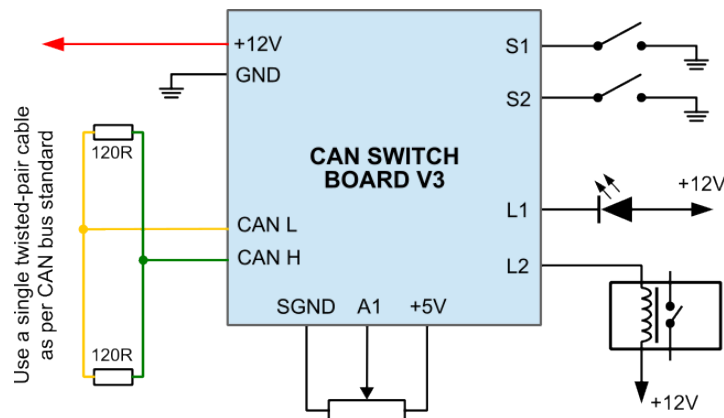 +12V
GND
S1
S2
120R
Use a single twisted-pair cable
as per CAN bus standard
CAN SWITCH
BOARD V3
+12V
L1
CAN L
CAN H
L2
SGND A1 +5V
120R
+12V